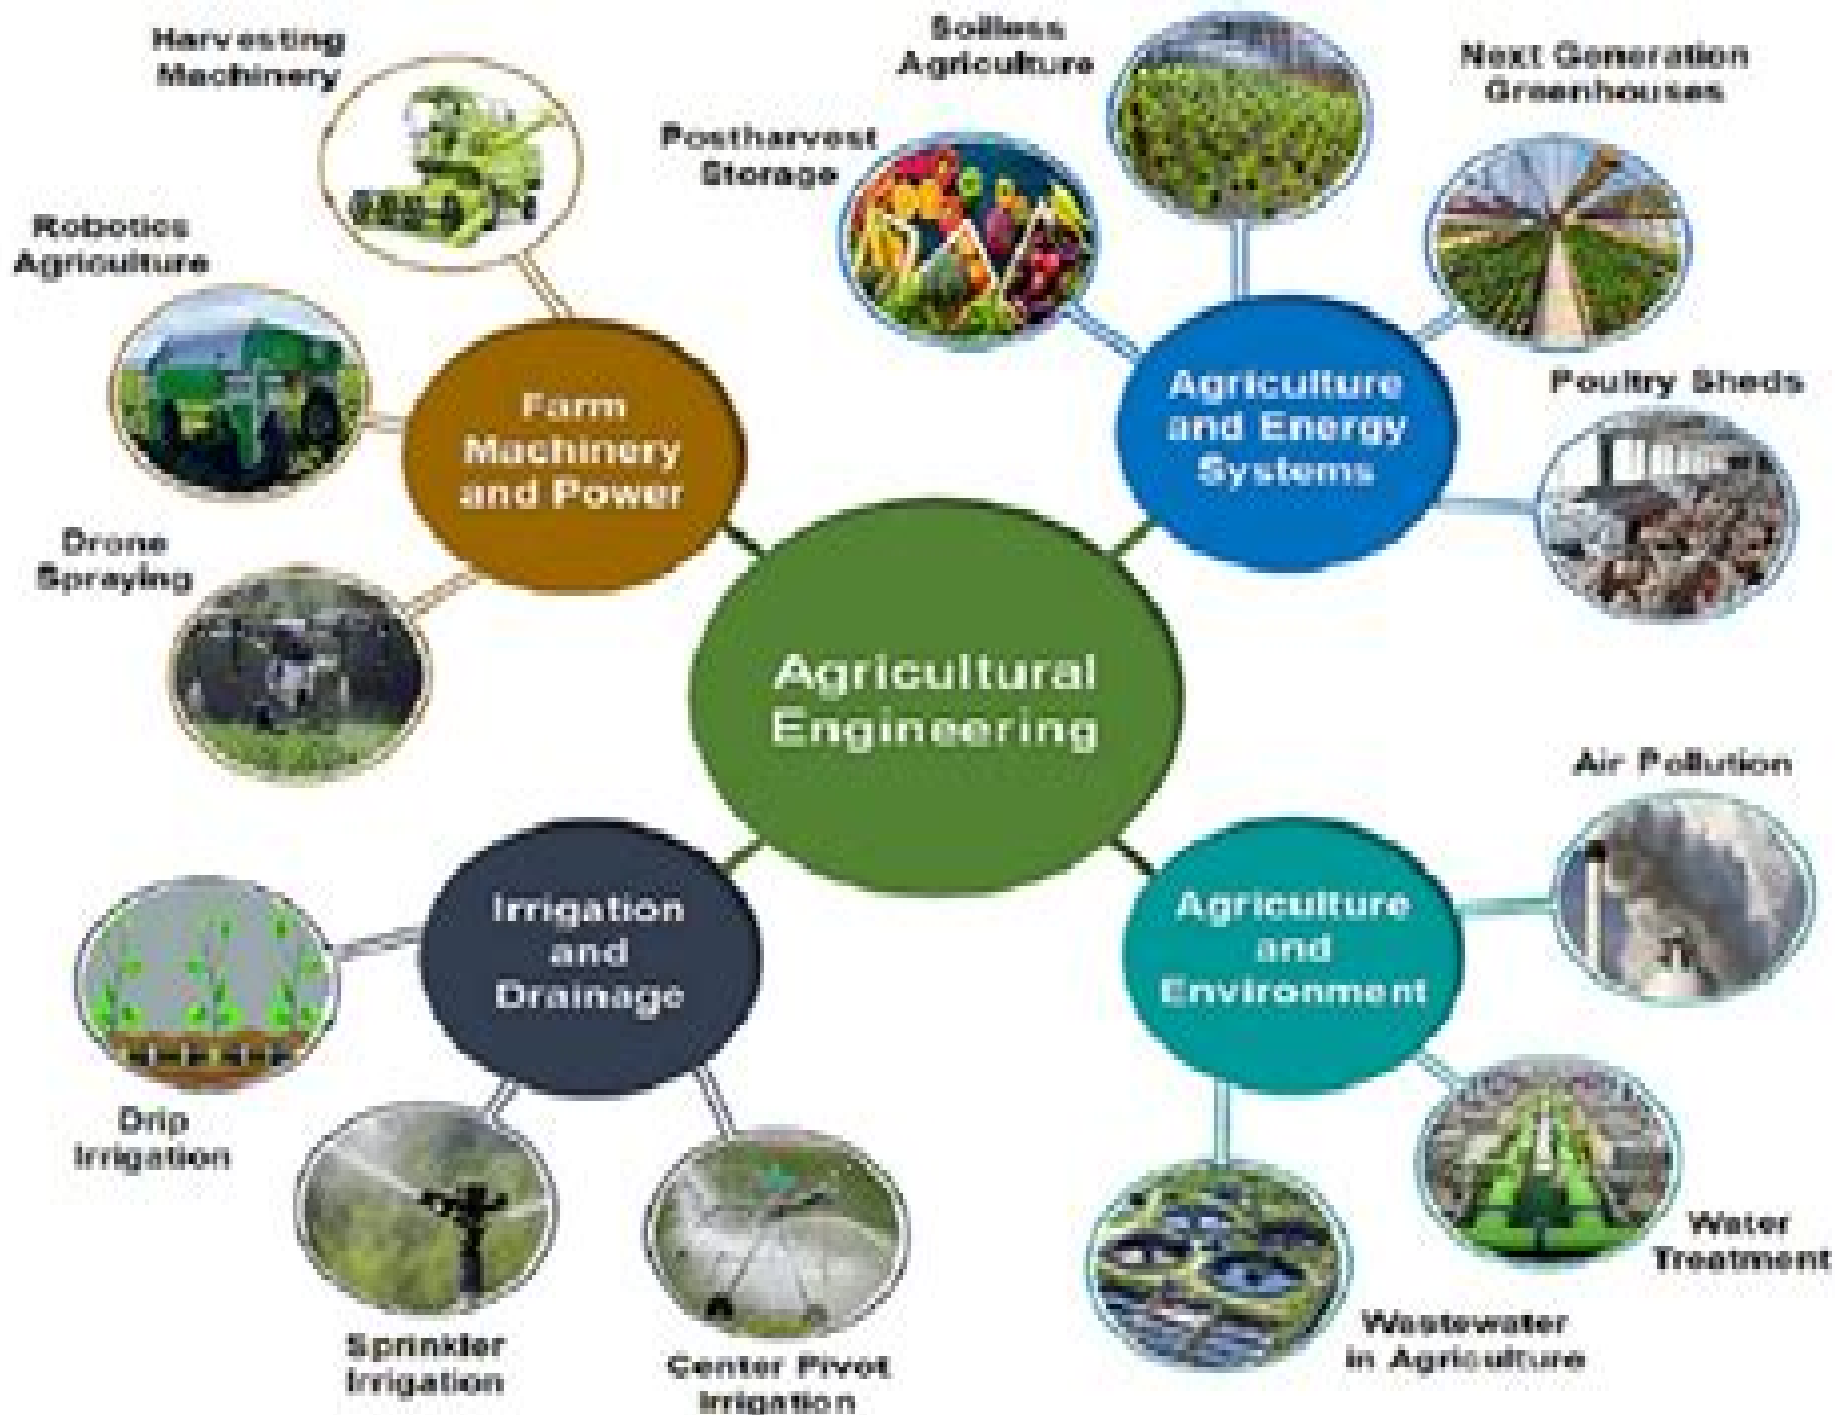 Harvesting
Machinery
Robotics
Agriculture
Drone
Spraying
Farm
Machinery
and Power
Soilless
Agriculture
Postharvest
Storage
Next Generation
Greenhouses
Poultry Sheds
Agriculture
and Energy
Systems
Agricultural
Engineering
Irrigation
and
Drainage
Drip
Irrigation
Sprinkler
Irrigation
Center Pivot
Irrigation
Agriculture
and
Environment
Air Pollution
Water
Treatment
Wastewater
in Agriculture